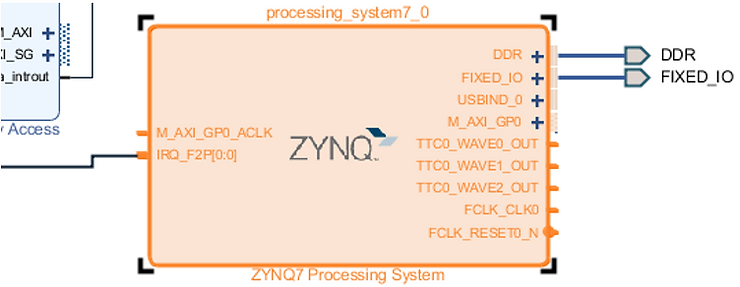 processing_system7_0
M_AXI
XI_SG
a_introut
y Access
M_AXI_GP0_ACLK
IRQ_F2P[0:0]
ZYNQ
DDR
FIXED_IO
USBIND_0
M_AXI_GP0
TTC0_WAVE0_OUT
TTC0_WAVE1_OUT
TTC0_WAVE2_OUT
FCLK_CLK0
FCLK_RESET0_N
DDR
FIXED_IO
ZYNQ7 Processing System